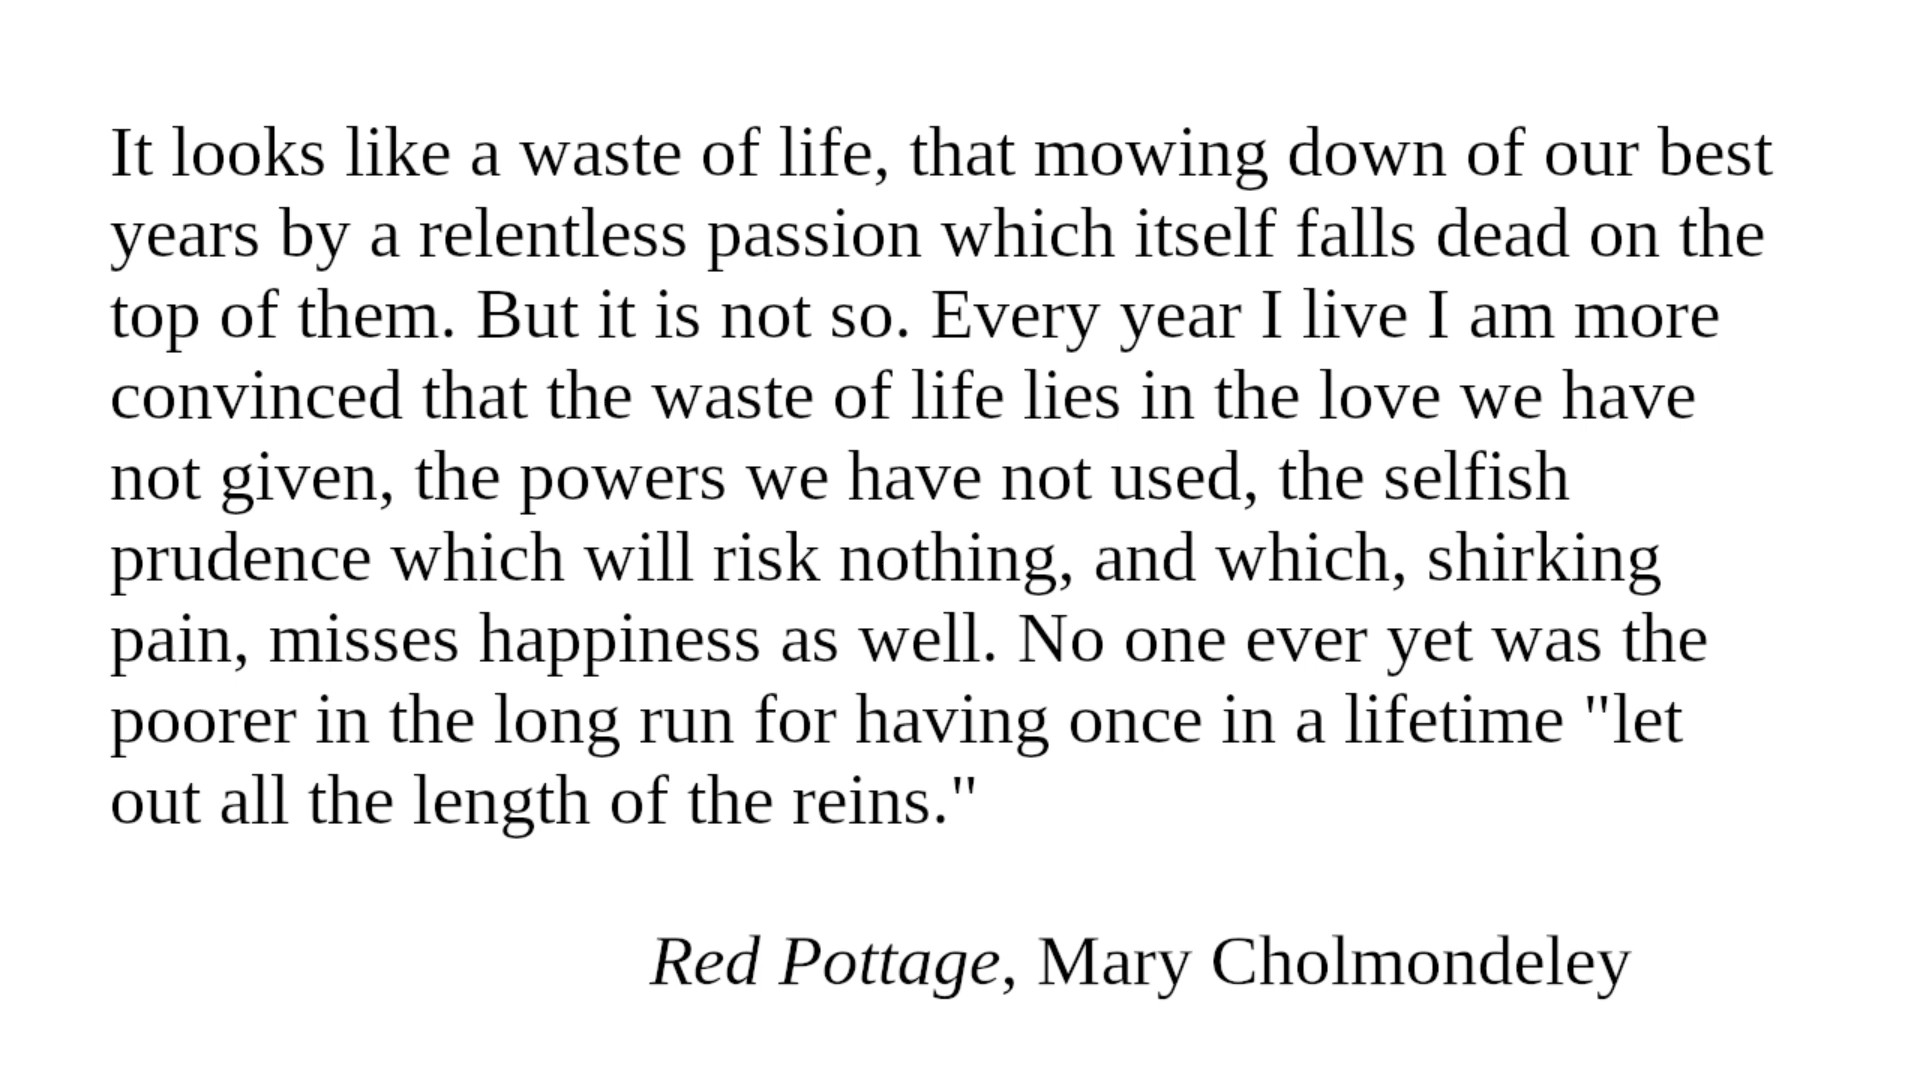 It looks like a waste of life, that mowing down of our best
years by a relentless passion which itself falls dead on the
top of them. But it is not so. Every year I live I am more
convinced that the waste of life lies in the love we have
not given, the powers we have not used, the selfish
prudence which will risk nothing, and which, shirking
pain, misses happiness as well. No one ever yet was the
poorer in the long run for having once in a lifetime "let
out all the length of the reins."
Red Pottage, Mary Cholmondeley